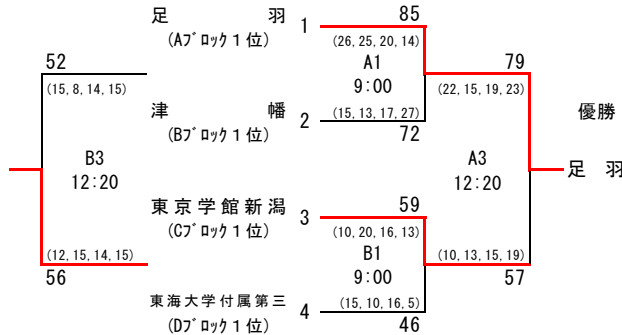 足 羽 1 85
(Aブロック1位) (26, 25, 20, 14)
52 A1 79
(15, 8, 14, 15) 9:00 (22, 15, 19, 23)
津 幡 2 (15, 13, 17, 27) 優勝
(Bブロック1位) 72
B3 A3
12:20 12:20 足 羽
東京学館新潟 3 59
(Cブロック1位) (10, 20, 16, 13)
(12, 15, 14, 15) B1 (10, 13, 15, 19)
56 9:00 57
東海大学付属第三 4 (15, 10, 16, 5)
(Dブロック1位) 46